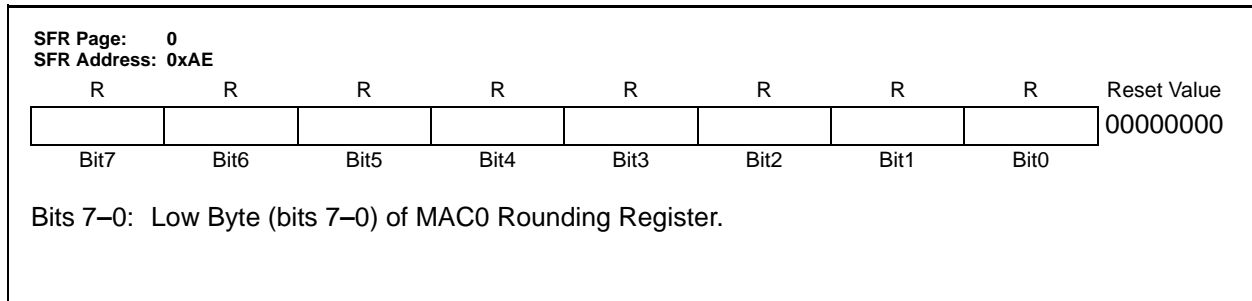 SFR Page: 0
SFR Address: 0xAE
R R R R R R R R Reset Value
00000000
Bit7 Bit6 Bit5 Bit4 Bit3 Bit2 Bit1 Bit0
Bits 7–0: Low Byte (bits 7–0) of MAC0 Rounding Register.